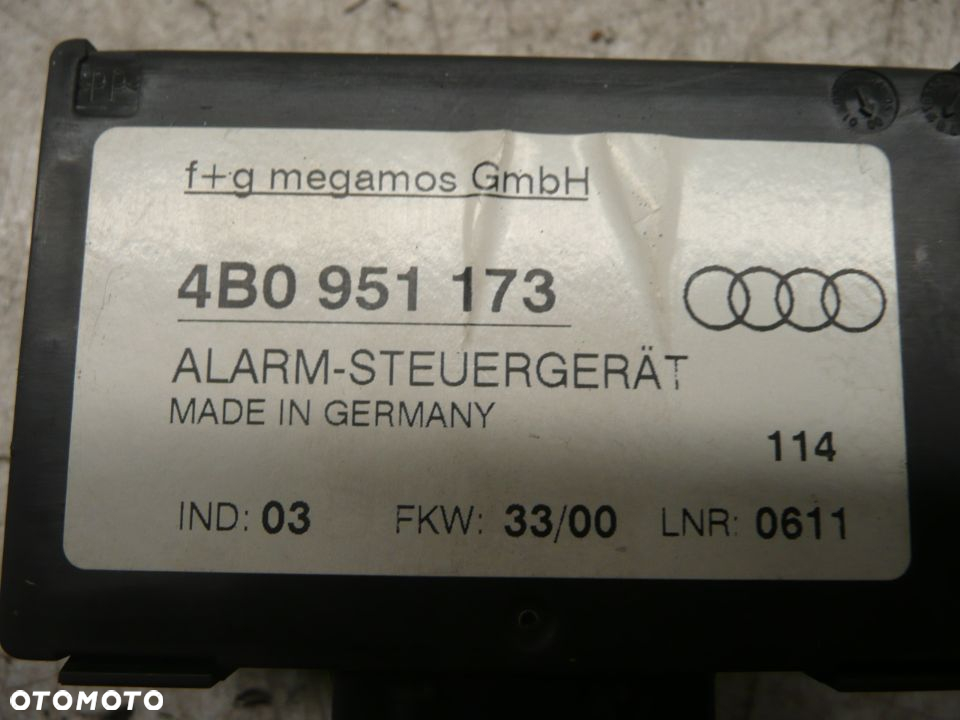 f+g megamos GmbH
4B0 951 173
ALARM-STEUERGERÄT
MADE IN GERMANY
114
IND: 03 FKW: 33/00 LNR: 0611
OTOMOTO